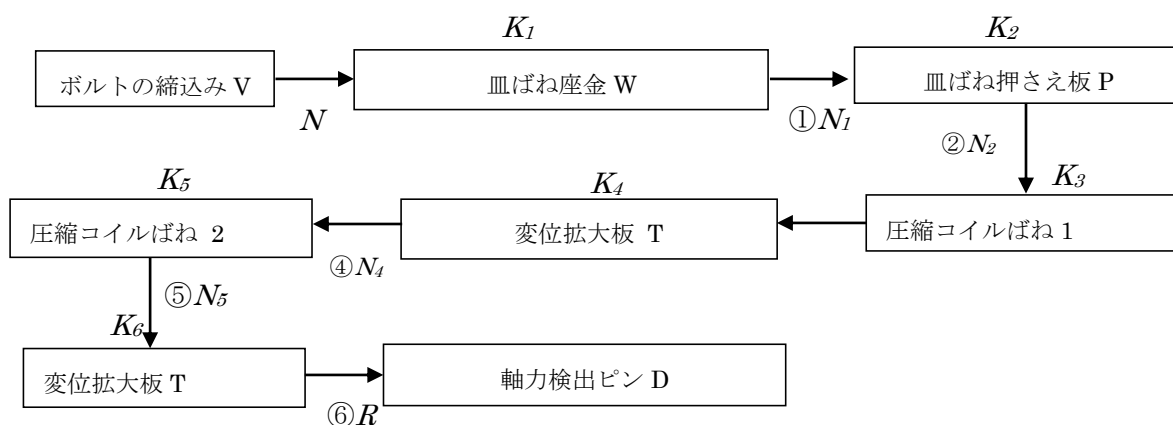 K1
K2
ボルトの締込み V
N
皿ばね座金 W
①N1
皿ばね押さえ板 P
②N2
K5
K4
K3
圧縮コイルばね 2
④N4
変位拡大板 T
圧縮コイルばね 1
⑤N5
K6
変位拡大板 T
⑥R
軸力検出ピン D